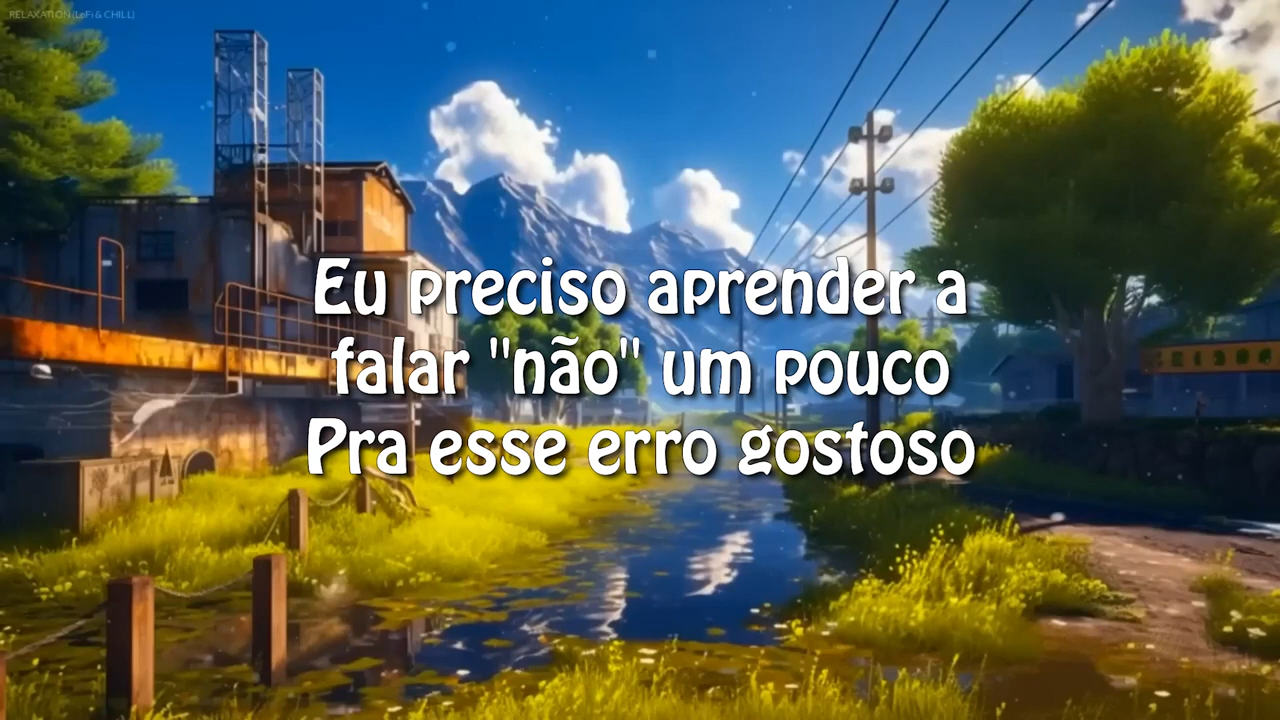 RELAXATION (LoFi & CHILL)
Eu preciso aprender a
falar "não" um pouco
Pra esse erro gostoso